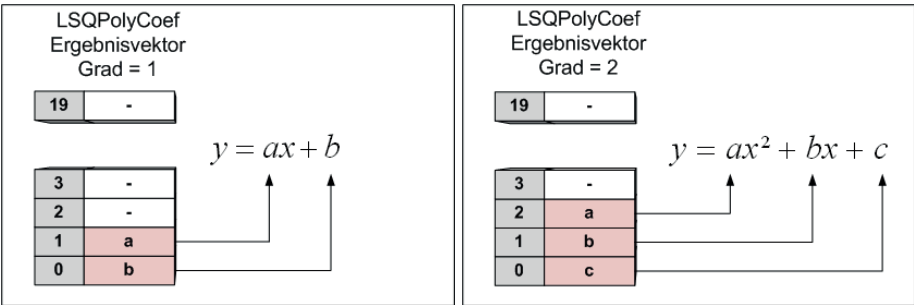 LSQPolyCoef
Ergebnisvektor
Grad = 1
19 -
y = ax + b
3 -
2 -
1 a
0 b
LSQPolyCoef
Ergebnisvektor
Grad = 2
19 -
y = ax² + bx + c
3 -
2 a
1 b
0 c